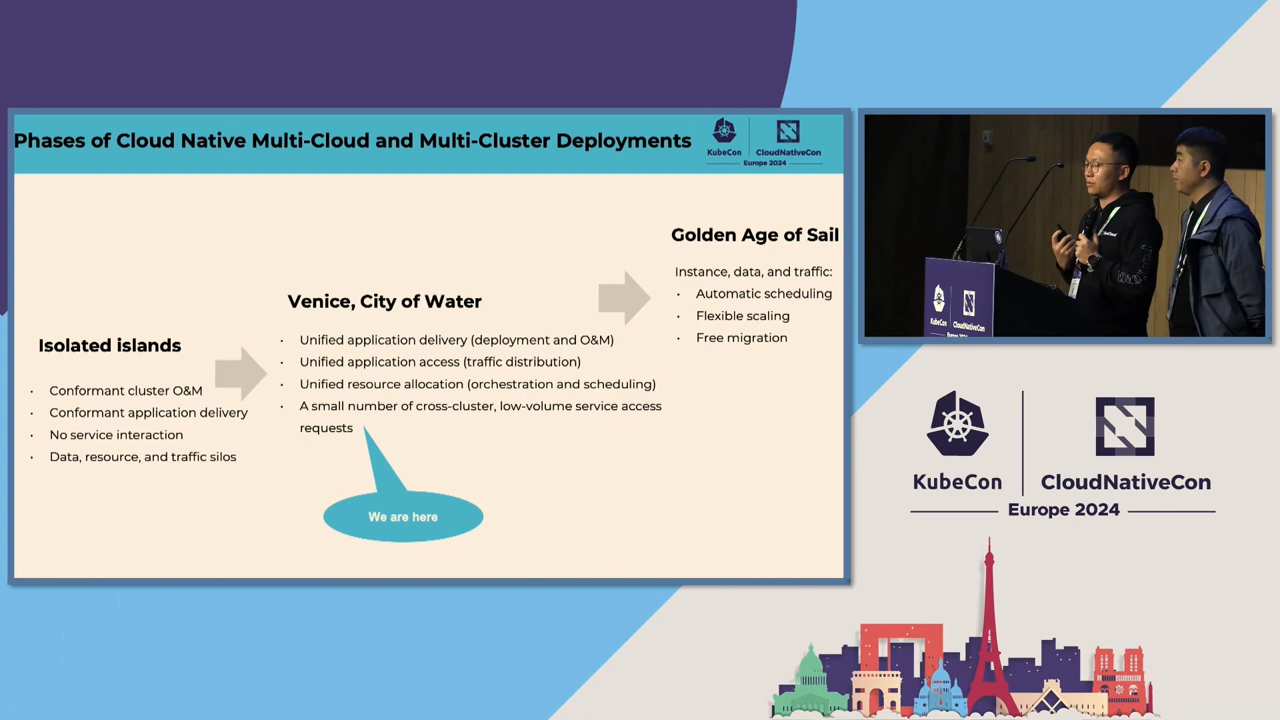 Phases of Cloud Native Multi-Cloud and Multi-Cluster Deployments
KubeCon
CloudNativeCon
Europe 2024
Isolated islands
• Conformant cluster O&M
• Conformant application delivery
• No service interaction
• Data, resource, and traffic silos
Venice, City of Water
• Unified application delivery (deployment and O&M)
• Unified application access (traffic distribution)
• Unified resource allocation (orchestration and scheduling)
• A small number of cross-cluster, low-volume service access
requests
We are here
Golden Age of Sail
Instance, data, and traffic:
• Automatic scheduling
• Flexible scaling
• Free migration
KubeCon
CloudNativeCon
KubeCon
CloudNativeCon
Europe 2024